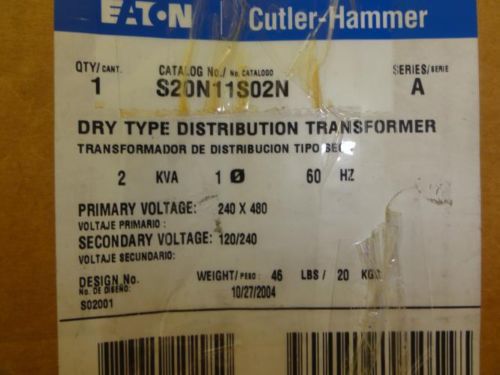 EATON Cutler-Hammer
QTY/CANT. CATALOG No./ No. CATALOGO SERIES/ SERIE
1 S20N11S02N A
DRY TYPE DISTRIBUTION TRANSFORMER
TRANSFORMADOR DE DISTRIBUCION TIPO SECO
2 KVA 1 Ø 60 HZ
PRIMARY VOLTAGE: 240 X 480
VOLTAJE PRIMARIO :
SECONDARY VOLTAGE: 120/240
VOLTAJE SECUNDARIO:
DESIGN No. WEIGHT/ PESO : 46 LBS / 20 KGS
No. DE DISEÑO: 10/27/2004
S02001